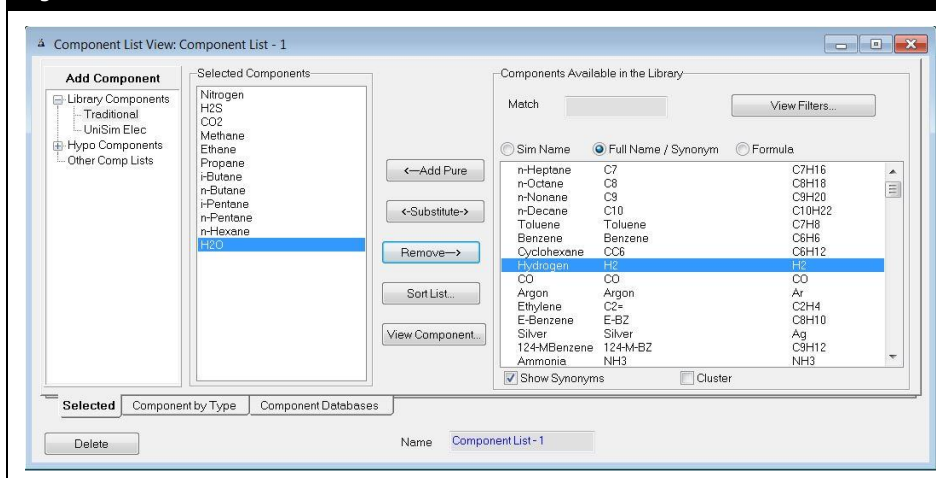 Component List View: Component List - 1
Add Component
Library Components
Traditional
UniSim Elec
Hypo Components
Other Comp Lists
Selected Components
Nitrogen
H2S
CO2
Methane
Ethane
Propane
i-Butane
n-Butane
i-Pentane
n-Pentane
n-Hexane
H2O
<---Add Pure
<-Substitute->
Remove--->
Sort List...
View Component...
Components Available in the Library
Match
View Filters...
Sim Name Full Name / Synonym Formula
n-Heptane C7 C7H16
n-Octane C8 C8H18
n-Nonane C9 C9H20
n-Decane C10 C10H22
Toluene Toluene C7H8
Benzene Benzene C6H6
Cyclohexane CC6 C6H12
Hydrogen H2 H2
CO CO CO
Argon Argon Ar
Ethylene C2= C2H4
E-Benzene E-BZ C8H10
Silver Silver Ag
124-MBenzene 124-M-BZ C9H12
Ammonia NH3 NH3
Show Synonyms Cluster
Selected Component by Type Component Databases
Delete
Name Component List - 1